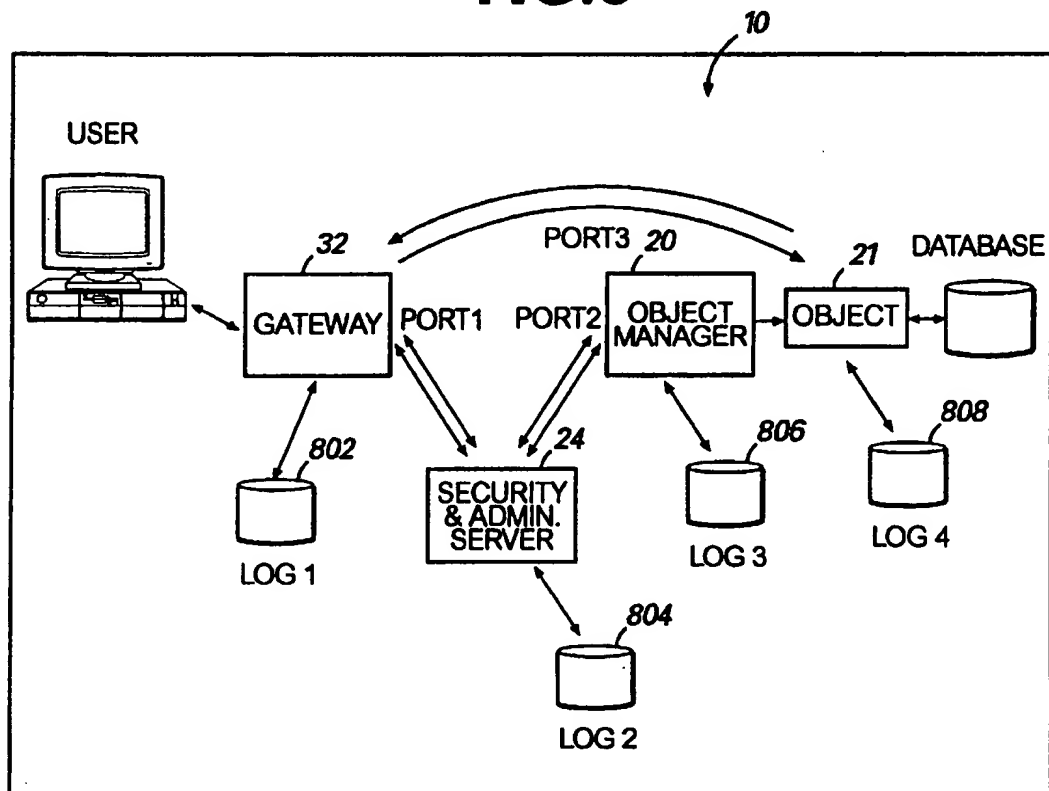 10
USER
PORT3
32
20
21
DATABASE
GATEWAY
PORT1
PORT2
OBJECT
MANAGER
OBJECT
802
24
806
808
SECURITY
& ADMIN.
SERVER
LOG 1
LOG 3
LOG 4
804
LOG 2